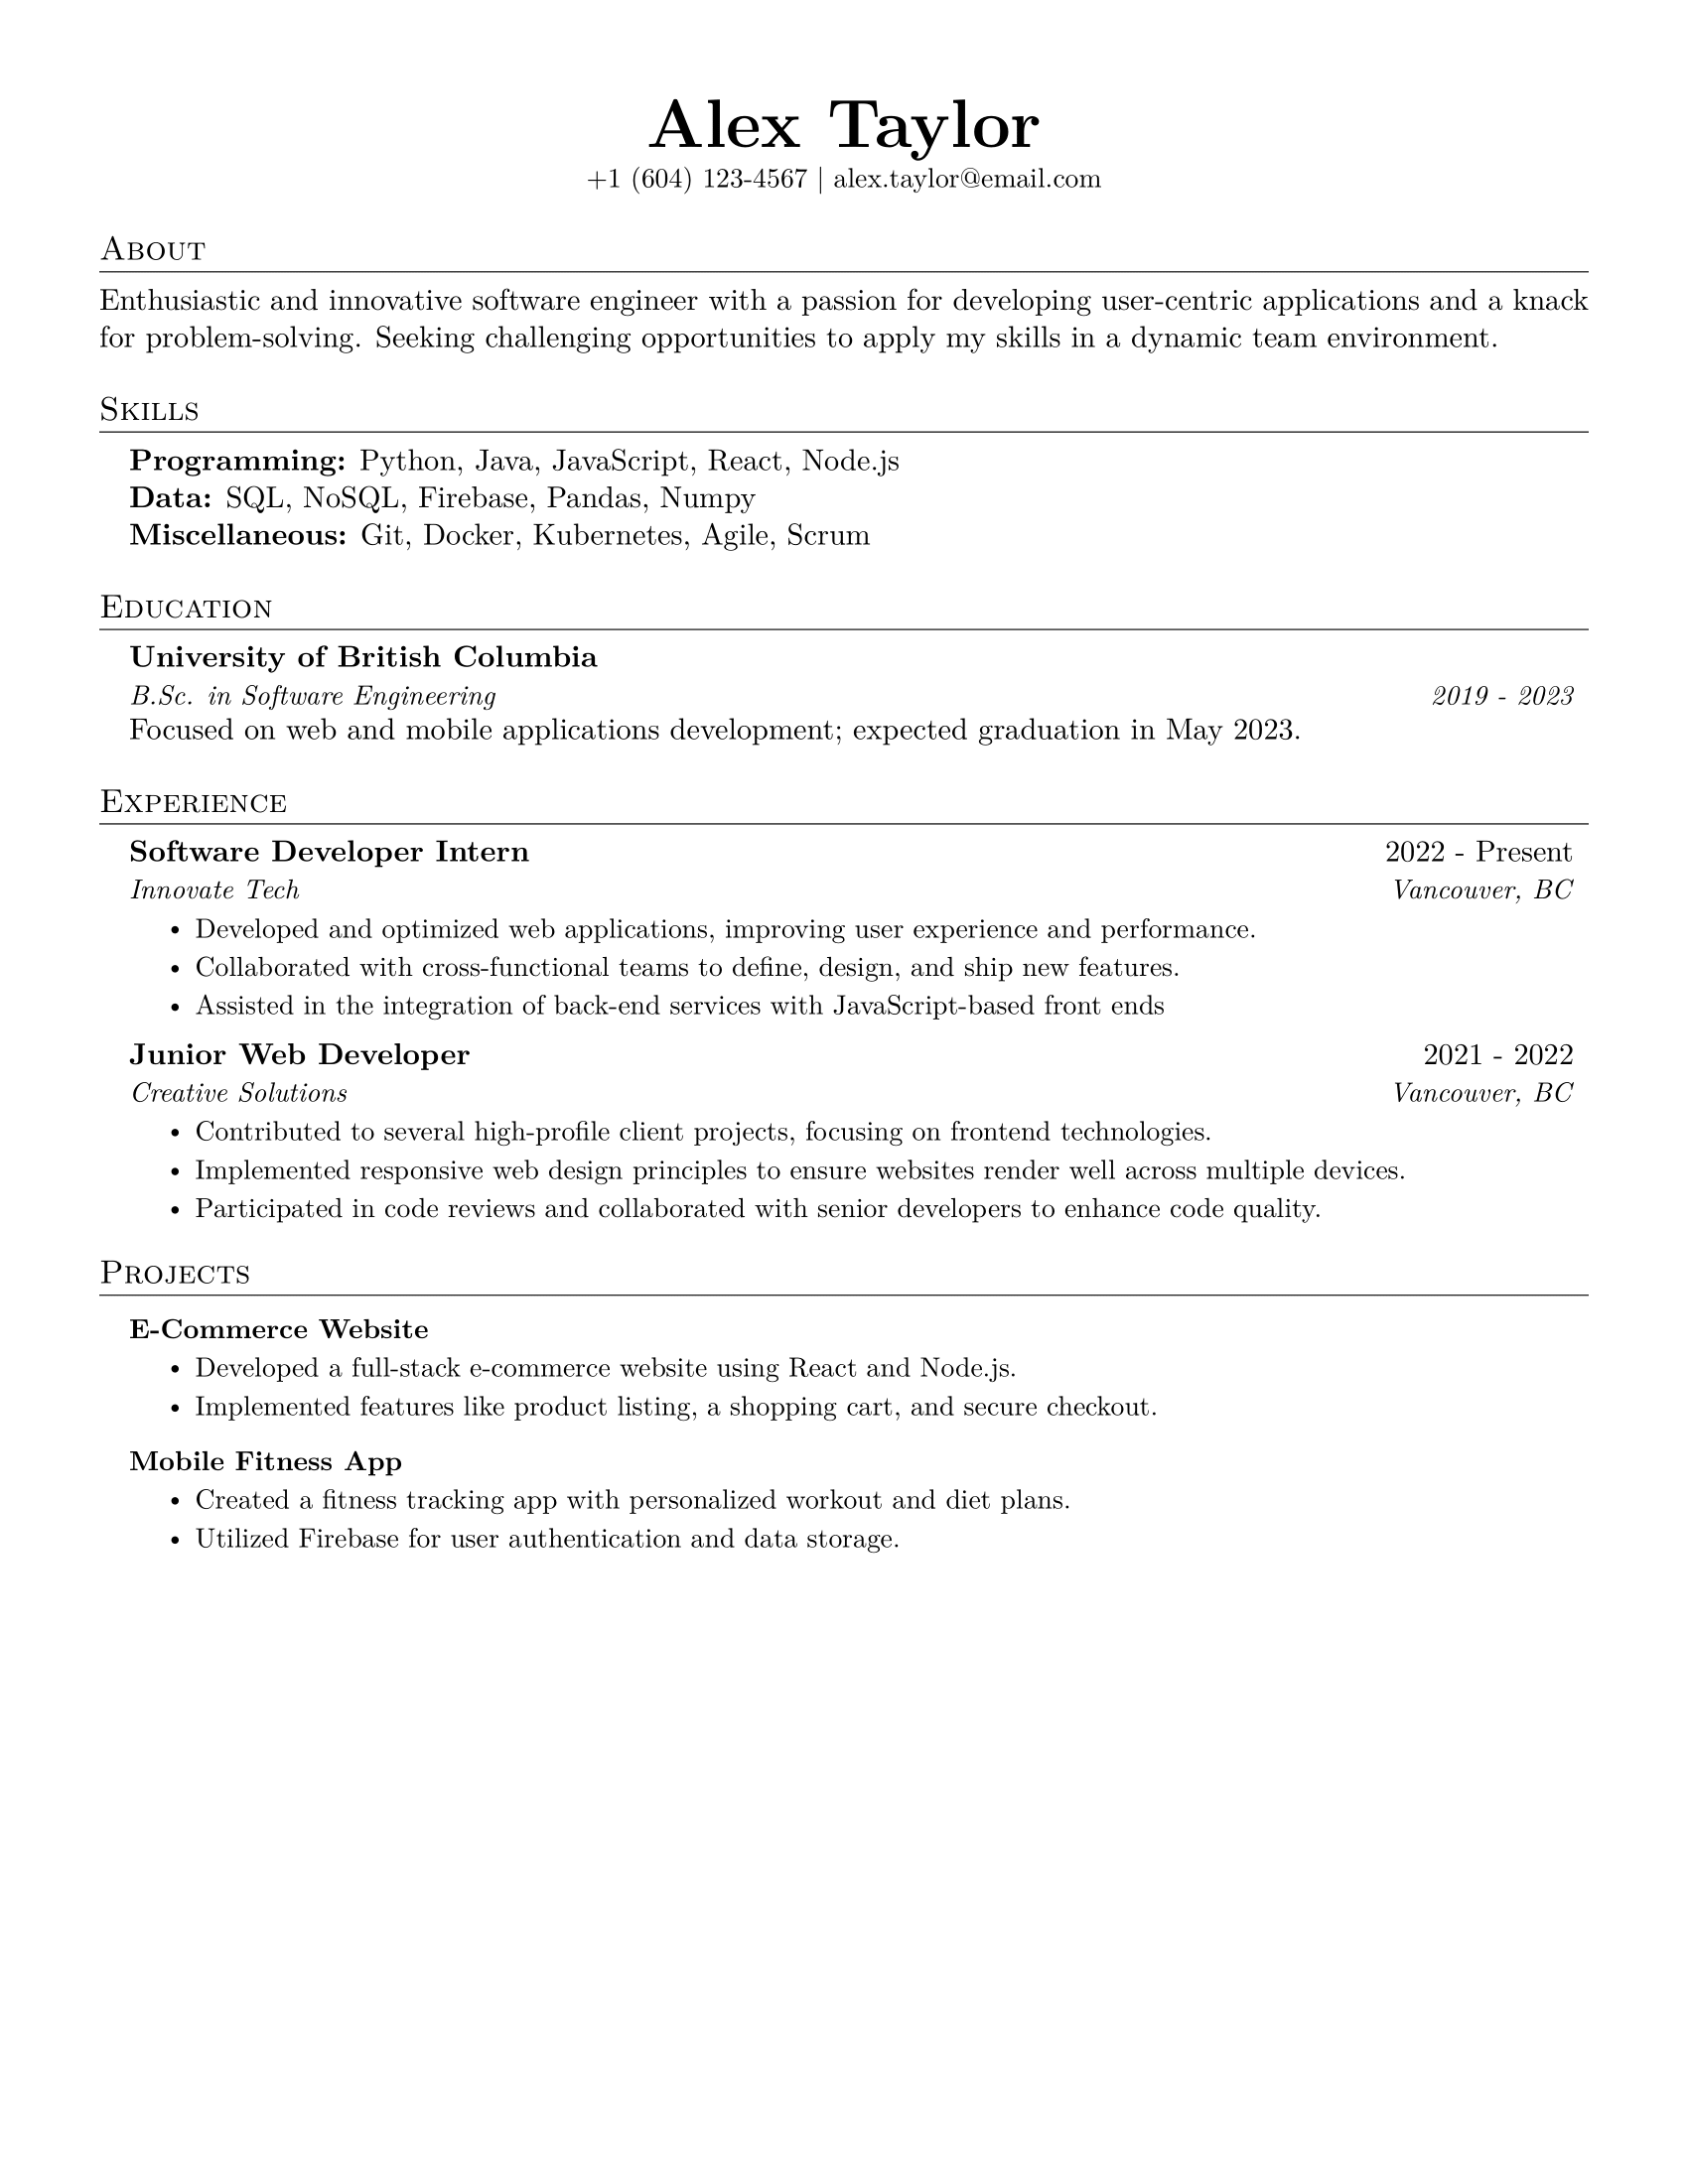 Alex Taylor
+1 (604) 123-4567 | alex.taylor@email.com
About
Enthusiastic and innovative software engineer with a passion for developing user-centric applications and a knack
for problem-solving. Seeking challenging opportunities to apply my skills in a dynamic team environment.
Skills
Programming: Python, Java, JavaScript, React, Node.js
Data: SQL, NoSQL, Firebase, Pandas, Numpy
Miscellaneous: Git, Docker, Kubernetes, Agile, Scrum
Education
University of British Columbia
B.Sc. in Software Engineering 2019 - 2023
Focused on web and mobile applications development; expected graduation in May 2023.
Experience
Software Developer Intern 2022 - Present
Innovate Tech Vancouver, BC
• Developed and optimized web applications, improving user experience and performance.
• Collaborated with cross-functional teams to define, design, and ship new features.
• Assisted in the integration of back-end services with JavaScript-based front ends
Junior Web Developer 2021 - 2022
Creative Solutions Vancouver, BC
• Contributed to several high-profile client projects, focusing on frontend technologies.
• Implemented responsive web design principles to ensure websites render well across multiple devices.
• Participated in code reviews and collaborated with senior developers to enhance code quality.
Projects
E-Commerce Website
• Developed a full-stack e-commerce website using React and Node.js.
• Implemented features like product listing, a shopping cart, and secure checkout.
Mobile Fitness App
• Created a fitness tracking app with personalized workout and diet plans.
• Utilized Firebase for user authentication and data storage.